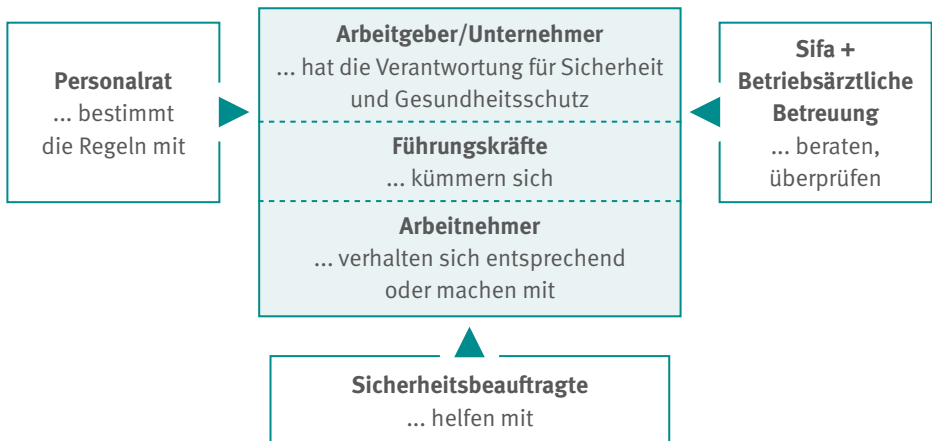 Personalrat
... bestimmt
die Regeln mit
Arbeitgeber/Unternehmer
... hat die Verantwortung für Sicherheit
und Gesundheitsschutz
Führungskräfte
... kümmern sich
Arbeitnehmer
... verhalten sich entsprechend
oder machen mit
Sifa +
Betriebsärztliche
Betreuung
... beraten,
überprüfen
Sicherheitsbeauftragte
... helfen mit